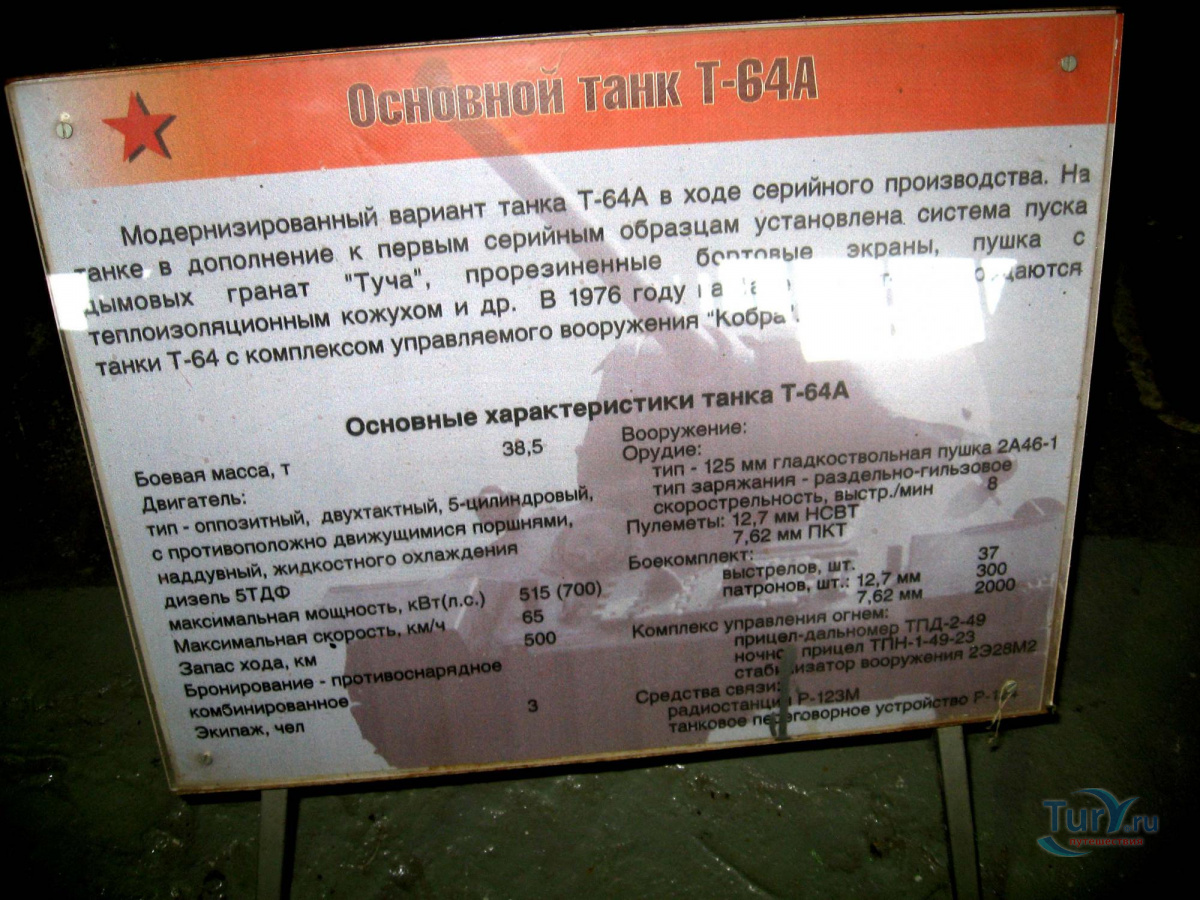 Основной танк Т-64А
Модернизированный вариант танка Т-64А в ходе серийного производства. На
танке в дополнение к первым серийным образцам установлена система пуска
дымовых гранат "Туча", прорезиненные бортовые экраны, пушка с
теплоизоляционным кожухом и др. В 1976 году
танки Т-64 с комплексом управляемого вооружения "Кобра".
Основные характеристики танка Т-64А
Боевая масса, т 38,5
Двигатель:
тип - оппозитный, двухтактный, 5-цилиндровый,
с противоположно движущимися поршнями,
наддувный, жидкостного охлаждения
дизель 5ТДФ
максимальная мощность, кВт(л.с.) 515 (700)
Максимальная скорость, км/ч 65
Запас хода, км 500
Бронирование - противоснарядное
комбинированное
Экипаж, чел 3
Вооружение:
Орудие:
тип - 125 мм гладкоствольная пушка 2А46-1
тип заряжания - раздельно-гильзовое
скорострельность, выстр./мин 8
Пулеметы: 12,7 мм НСВТ
7,62 мм ПКТ
Боекомплект:
выстрелов, шт. 37
патронов, шт.: 12,7 мм 300
7,62 мм 2000
Комплекс управления огнем:
прицел-дальномер ТПД-2-49
ночной прицел ТПН-1-49-23
стабилизатор вооружения 2Э28М2
Средства связи:
радиостанция Р-123М
танковое переговорное устройство
TurY.ru
путешествия